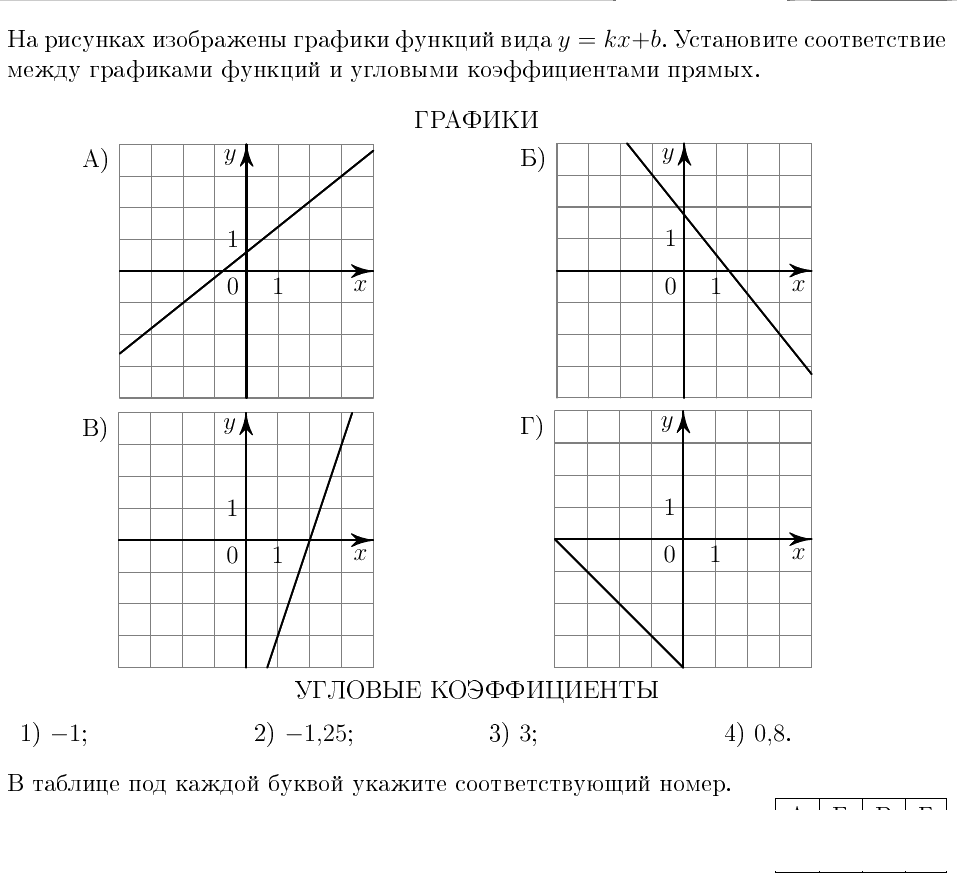 На рисунках изображены графики функций вида y = kx+b. Установите соответствие
между графиками функций и угловыми коэффициентами прямых.
ГРАФИКИ
А)
y
1
0
1
x
Б)
y
1
0
1
x
В)
y
1
0
1
x
Г)
y
1
0
1
x
УГЛОВЫЕ КОЭФФИЦИЕНТЫ
1) −1; 2) −1,25; 3) 3; 4) 0,8.
В таблице под каждой буквой укажите соответствующий номер.